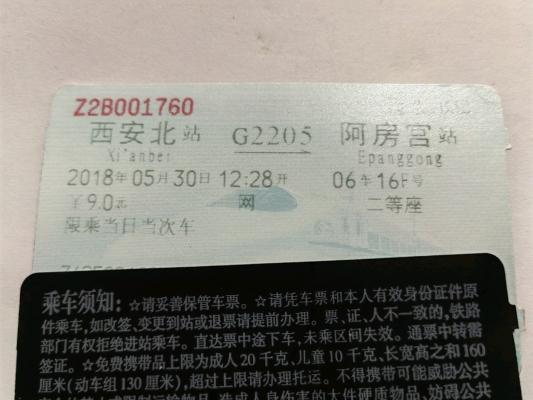 Z2B001760
西安北站 G2205 阿房宫站
Xi'anbei Epanggong
2018年05月30日 12:28开 06车16F号
¥9.0元 网 二等座
限乘当日当次车
乘车须知：☆请妥善保管车票。☆请凭车票和本人有效身份证件原
件乘车,如改签、变更到站或退票请提前办理。票、证、人不一致的,铁路
部门有权拒绝进站乘车。直达票中途下车,未乘区间失效。通票中转需
签证。☆免费携带品上限为成人20千克,儿童10千克,长宽高之和160
厘米(动车组130厘米),超过上限请办理托运。不得携带可能威胁公共